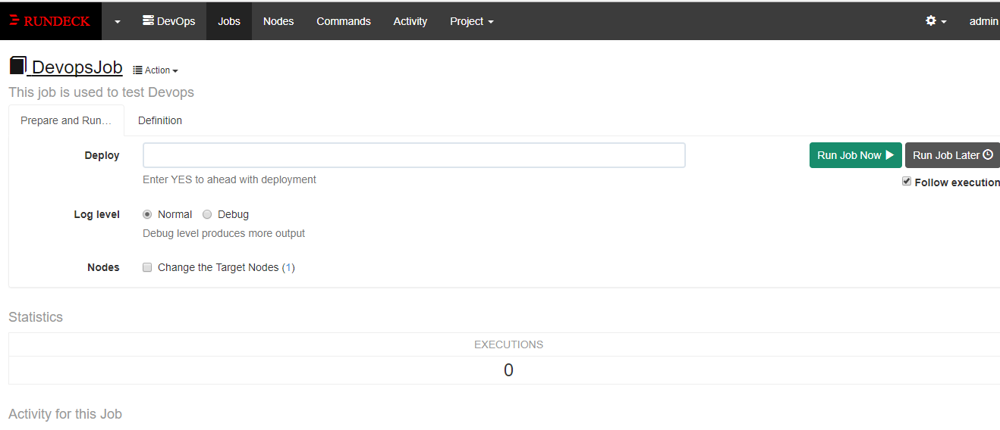 RUNDECK DevOps Jobs Nodes Commands Activity Project admin
DevopsJob Action
This job is used to test Devops
Prepare and Run… Definition
Deploy Run Job Now Run Job Later
Enter YES to ahead with deployment Follow execution
Log level Normal Debug
Debug level produces more output
Nodes Change the Target Nodes (1)
Statistics
EXECUTIONS
0
Activity for this Job